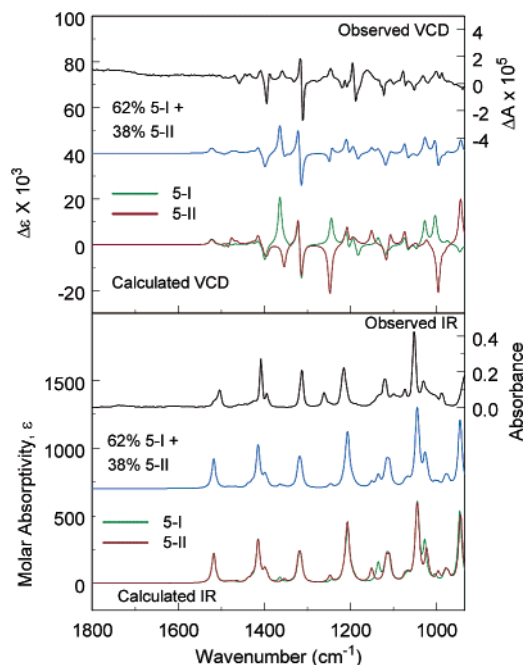 Observed VCD
100
80
60
40
20
0
-20
4
2
0
-2
-4
62% 5-I +
38% 5-II
5-I
5-II
Calculated VCD
Δε X 10³
ΔA x 10⁵
Observed IR
1500
1000
500
0
0.4
0.2
0.0
62% 5-I +
38% 5-II
5-I
5-II
Calculated IR
Molar Absorptivity, ε
Absorbance
1800 1600 1400 1200 1000
Wavenumber (cm⁻¹)